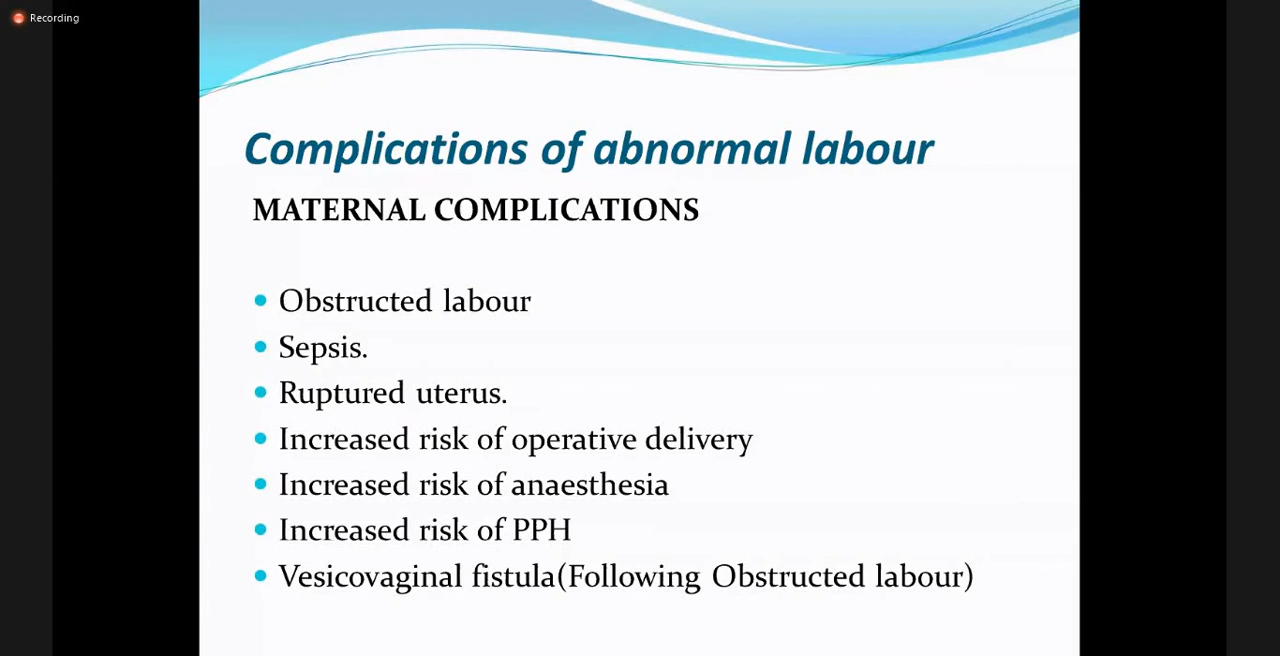 Recording
Complications of abnormal labour
MATERNAL COMPLICATIONS
Obstructed labour
Sepsis.
Ruptured uterus.
Increased risk of operative delivery
Increased risk of anaesthesia
Increased risk of PPH
Vesicovaginal fistula(Following Obstructed labour)